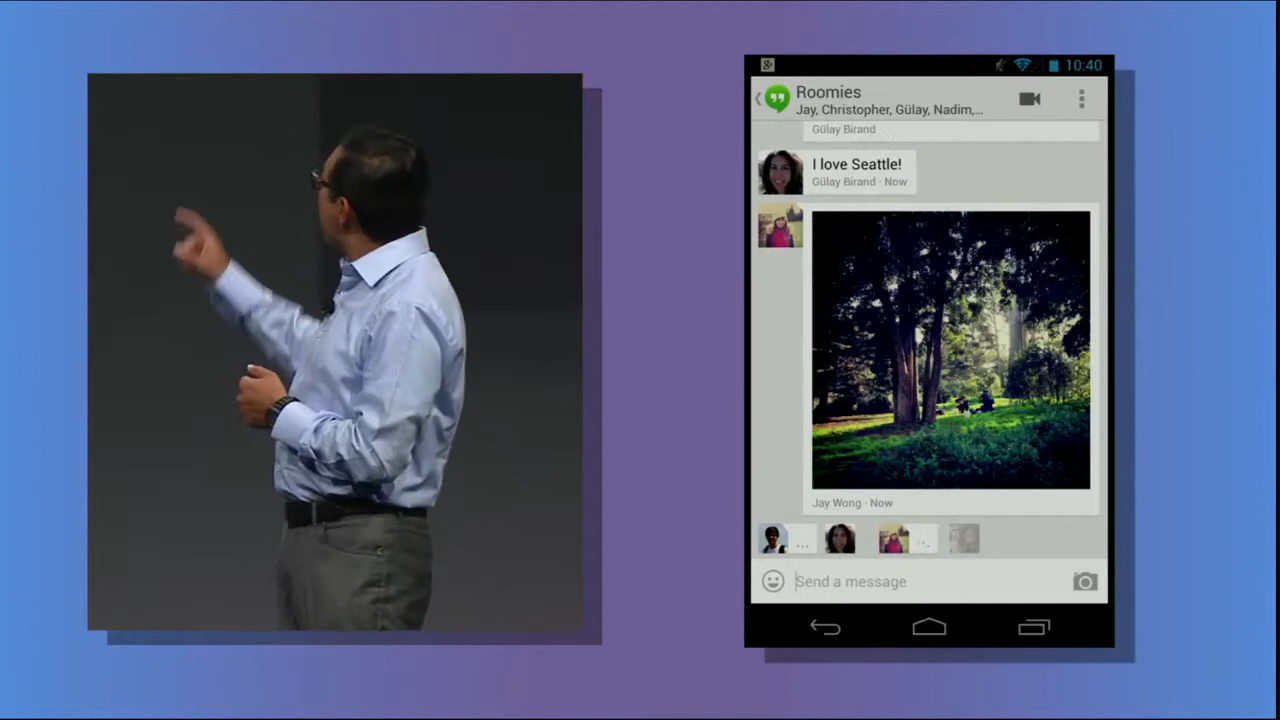 10:40
Roomies
Jay, Christopher, Gülay, Nadim,...
Gülay Birand
I love Seattle!
Gülay Birand · Now
Jay Wong · Now
...
Send a message